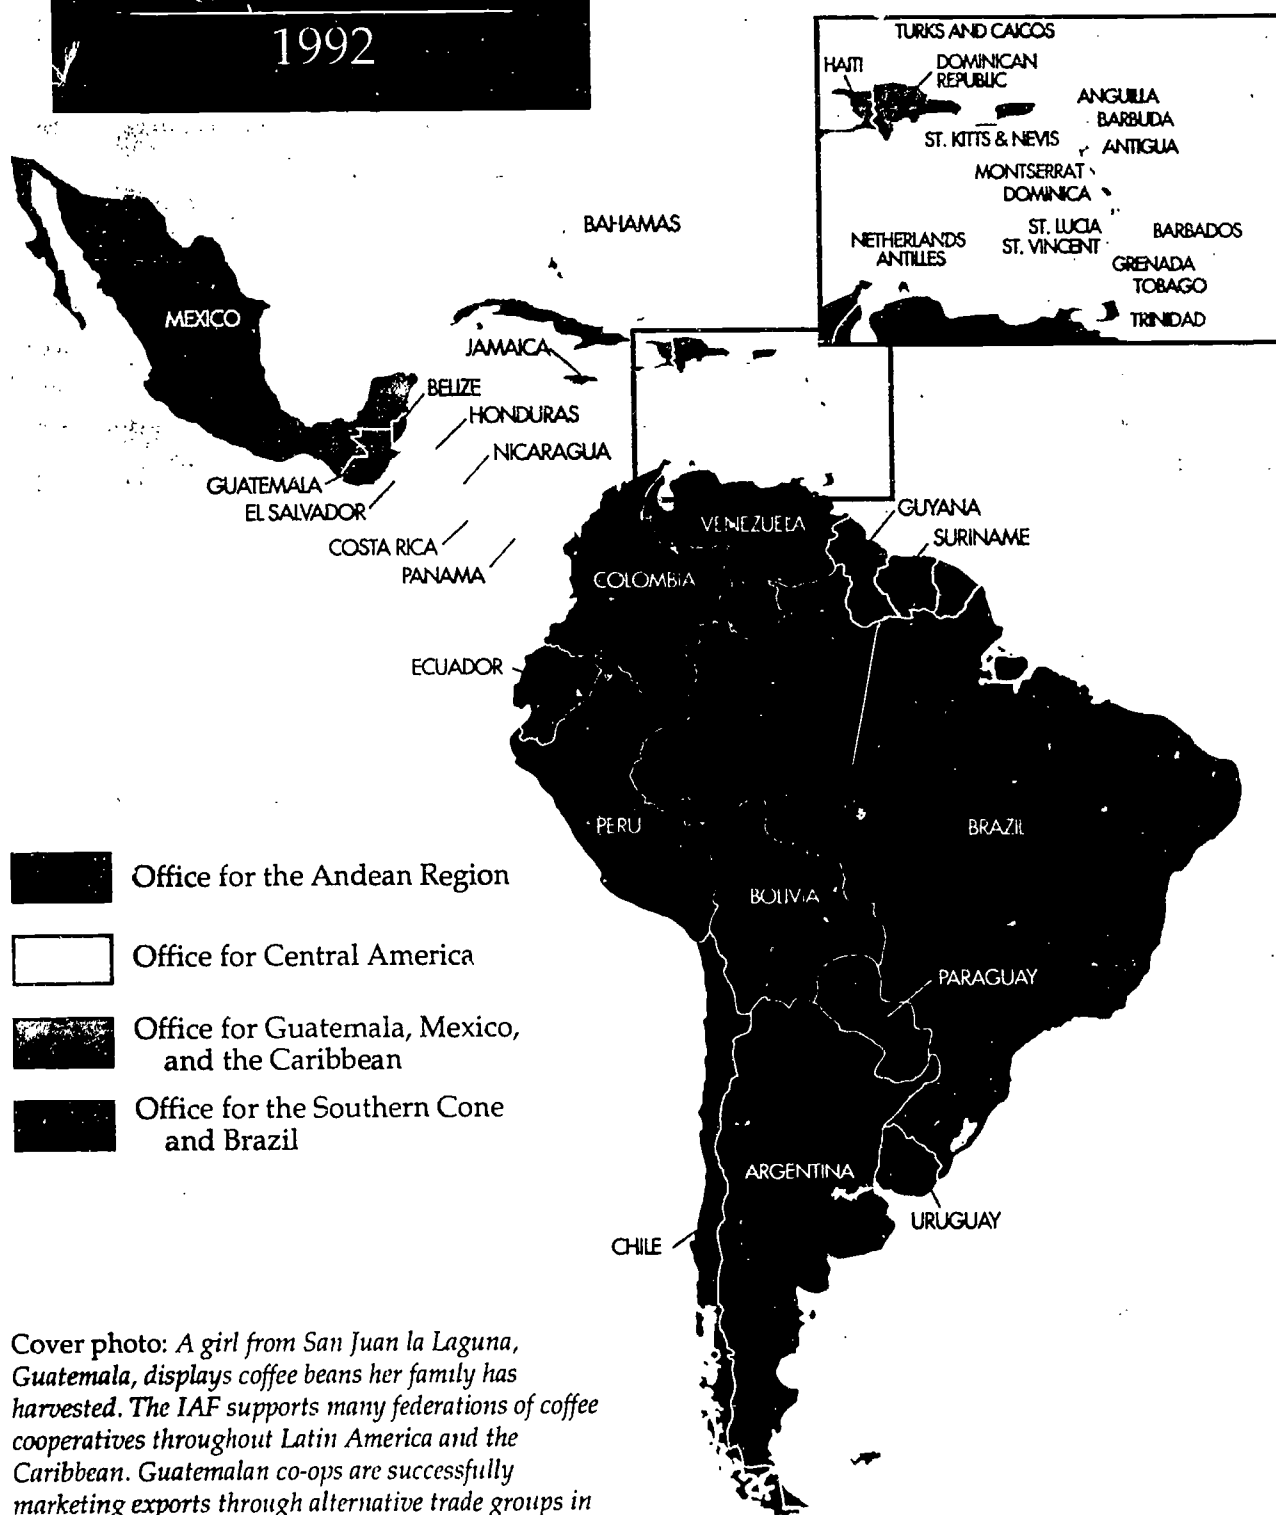 1992
TURKS AND CAICOS
HAITI
DOMINICAN
REPUBLIC
ANGUILLA
BARBUDA
ST. KITTS & NEVIS
ANTIGUA
MONTSERRAT
DOMINICA
ST. LUCIA
BARBADOS
ST. VINCENT
NETHERLANDS
ANTILLES
GRENADA
TOBAGO
TRINIDAD
BAHAMAS
MEXICO
JAMAICA
BELIZE
HONDURAS
NICARAGUA
GUATEMALA
EL SALVADOR
COSTA RICA
PANAMA
VENEZUELA
GUYANA
SURINAME
COLOMBIA
ECUADOR
PERU
BRAZIL
BOLIVIA
PARAGUAY
ARGENTINA
URUGUAY
CHILE
Office for the Andean Region
Office for Central America
Office for Guatemala, Mexico,
and the Caribbean
Office for the Southern Cone
and Brazil
Cover photo: A girl from San Juan la Laguna,
Guatemala, displays coffee beans her family has
harvested. The IAF supports many federations of coffee
cooperatives throughout Latin America and the
Caribbean. Guatemalan co-ops are successfully
marketing exports through alternative trade groups in